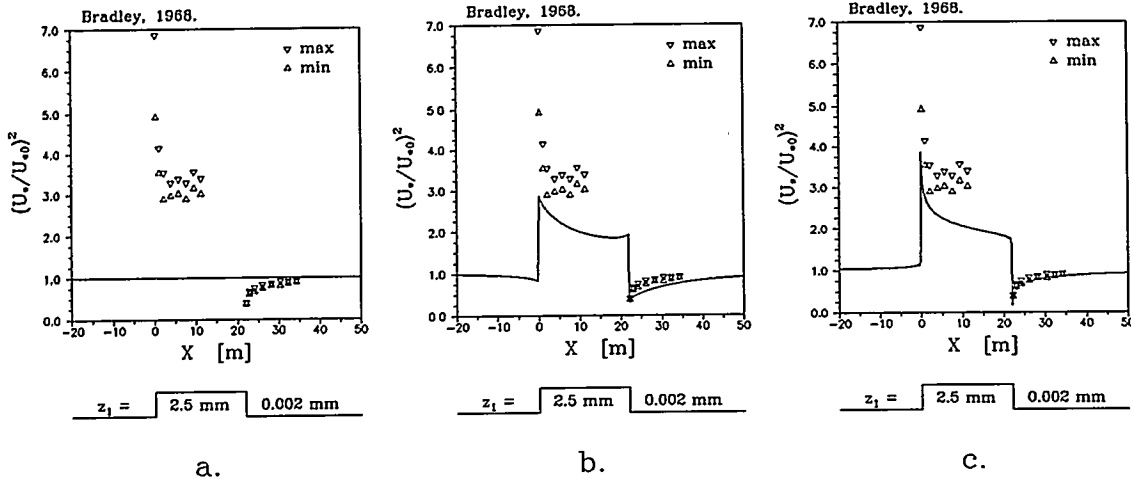 Bradley, 1968.
7.0
6.0
5.0
4.0
3.0
2.0
1.0
0.0
(U*/U*0)²
▽ max
△ min
-20 -10 0 10 20 30 40 50
X [m]
z₁ = 2.5 mm 0.002 mm
a.
Bradley, 1968.
7.0
6.0
5.0
4.0
3.0
2.0
1.0
0.0
(U*/U*0)²
▽ max
△ min
-20 -10 0 10 20 30 40 50
X [m]
z₁ = 2.5 mm 0.002 mm
b.
Bradley, 1968.
7.0
6.0
5.0
4.0
3.0
2.0
1.0
0.0
(U*/U*0)²
▽ max
△ min
-20 -10 0 10 20 30 40 50
X [m]
z₁ = 2.5 mm 0.002 mm
c.